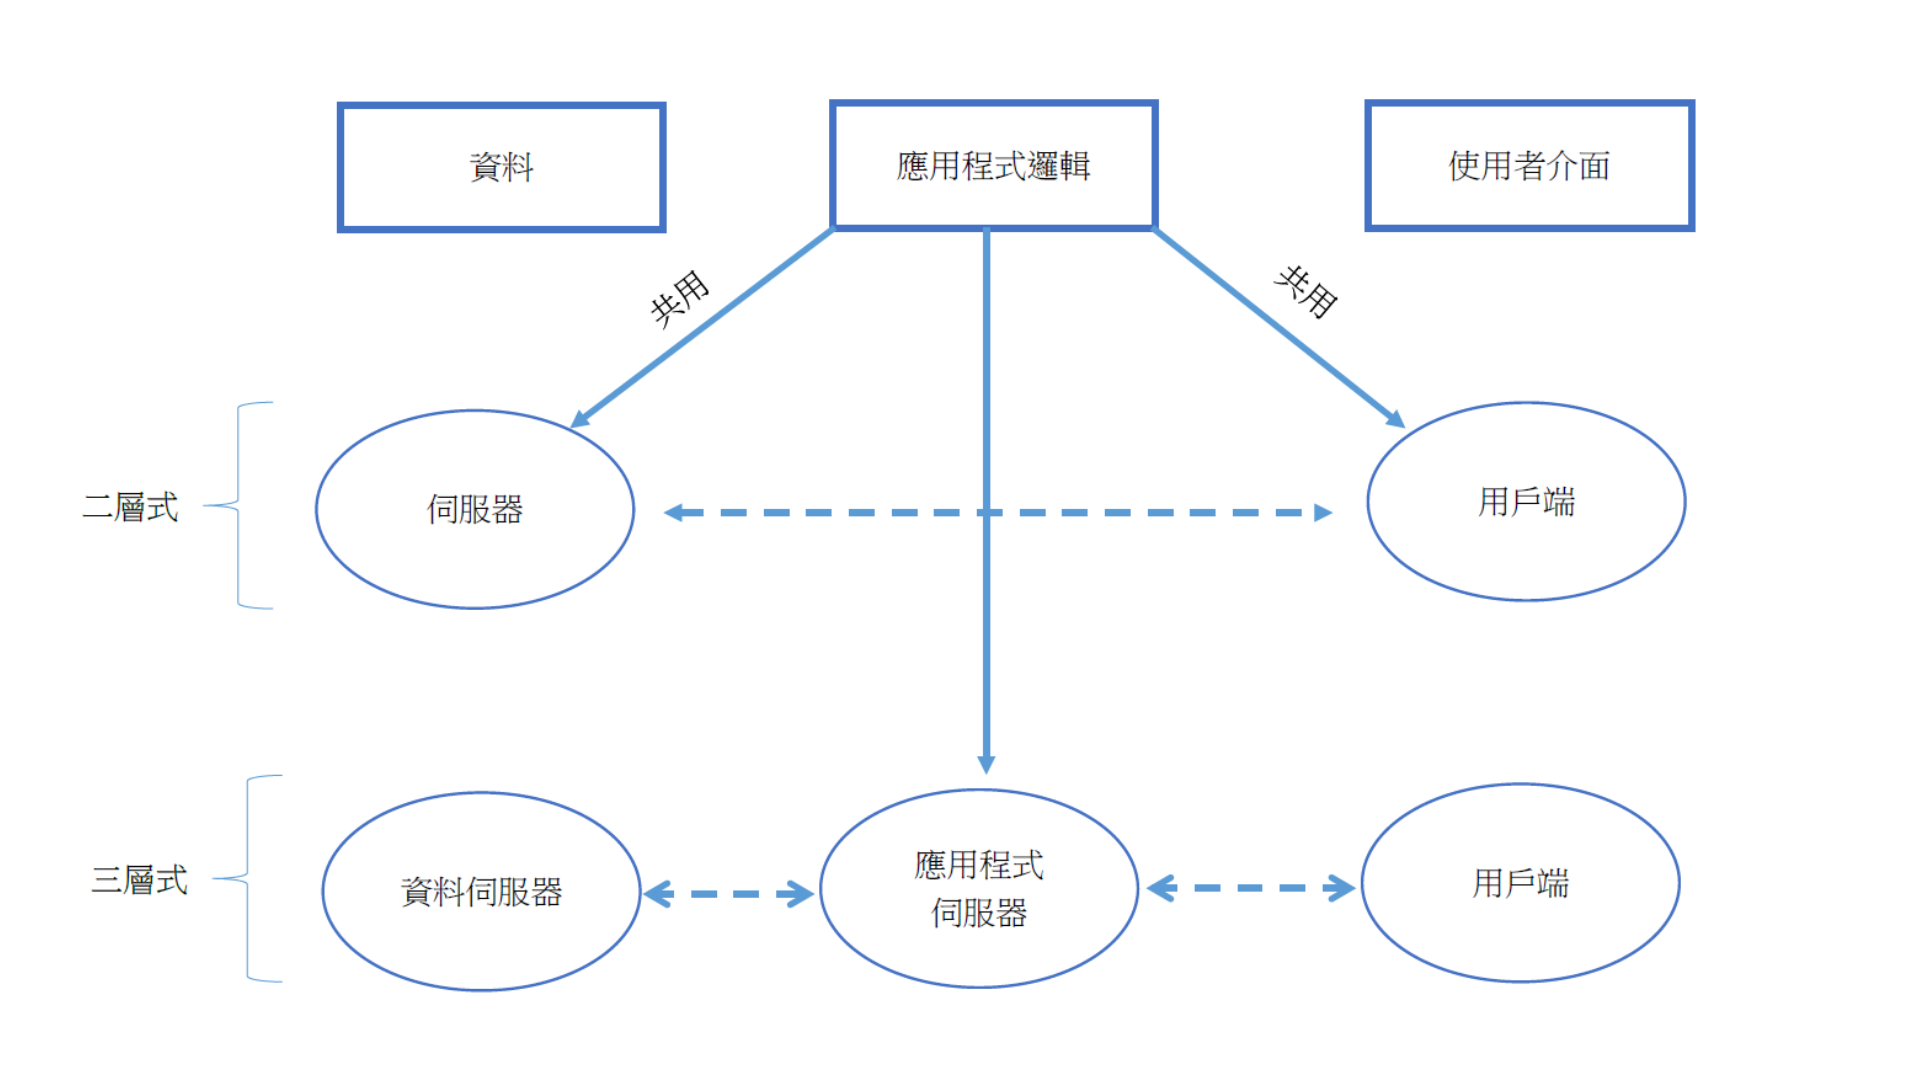 資料
應用程式邏輯
使用者介面
共用
共用
二層式
伺服器
用戶端
三層式
資料伺服器
應用程式
伺服器
用戶端